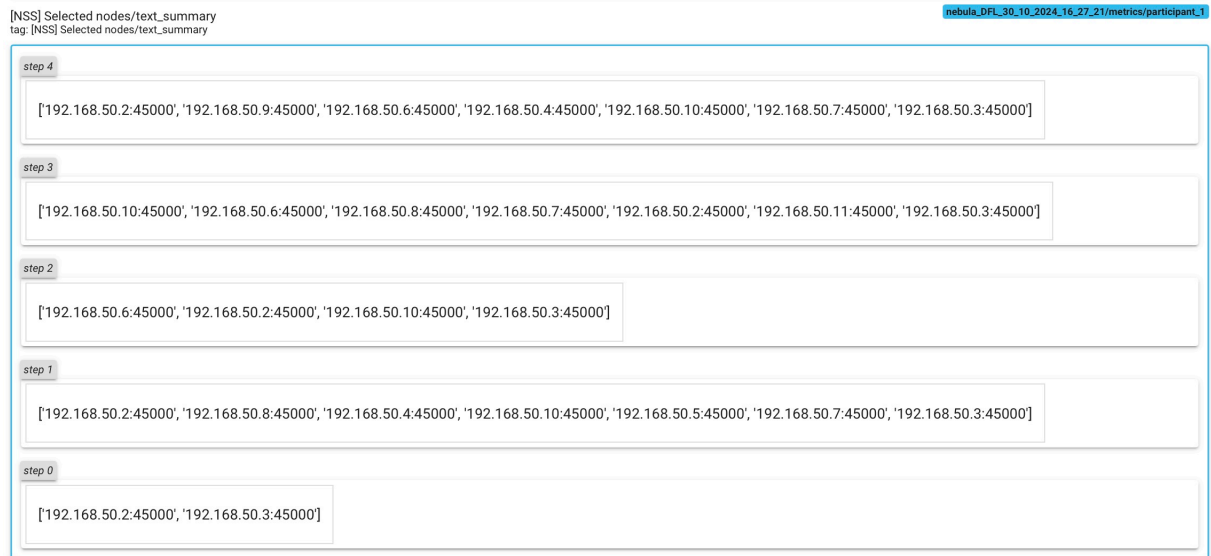 [NSS] Selected nodes/text_summary
nebula_DFL_30_10_2024_16_27_21/metrics/participant_1
tag: [NSS] Selected nodes/text_summary
step 4
['192.168.50.2:45000', '192.168.50.9:45000', '192.168.50.6:45000', '192.168.50.4:45000', '192.168.50.10:45000', '192.168.50.7:45000', '192.168.50.3:45000']
step 3
['192.168.50.10:45000', '192.168.50.6:45000', '192.168.50.8:45000', '192.168.50.7:45000', '192.168.50.2:45000', '192.168.50.11:45000', '192.168.50.3:45000']
step 2
['192.168.50.6:45000', '192.168.50.2:45000', '192.168.50.10:45000', '192.168.50.3:45000']
step 1
['192.168.50.2:45000', '192.168.50.8:45000', '192.168.50.4:45000', '192.168.50.10:45000', '192.168.50.5:45000', '192.168.50.7:45000', '192.168.50.3:45000']
step 0
['192.168.50.2:45000', '192.168.50.3:45000']